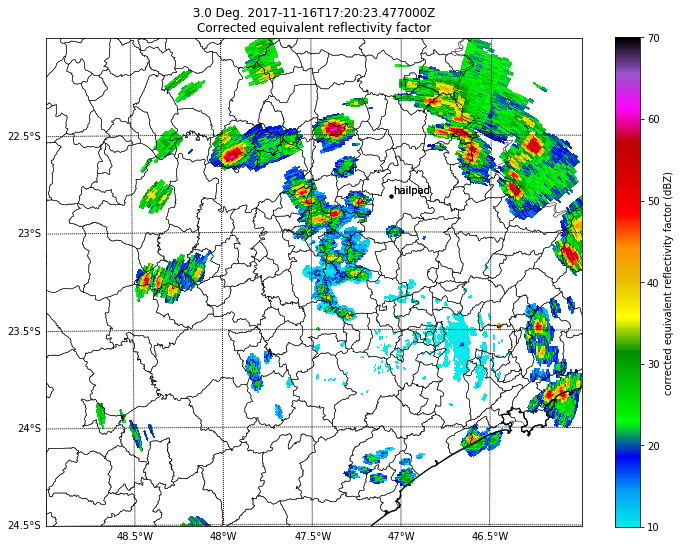 3.0 Deg. 2017-11-16T17:20:23.477000Z
Corrected equivalent reflectivity factor
22.5°S
23°S
23.5°S
24°S
24.5°S
48.5°W
48°W
47.5°W
47°W
46.5°W
hailpad
70
60
50
40
30
20
10
corrected equivalent reflectivity factor (dBZ)